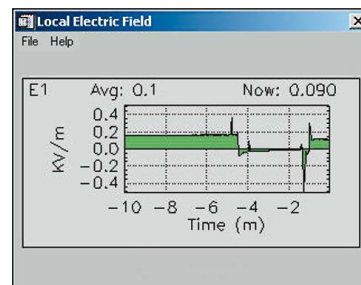 Local Electric Field
File Help
E1 Avg: 0.1 Now: 0.090
0.4
0.2
0.0
-0.2
-0.4
KV/m
-10 -8 -6 -4 -2
Time (m)